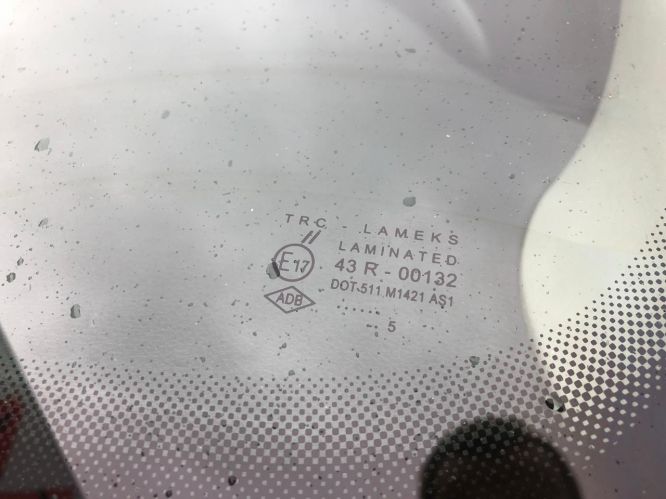 TRC - LAMEKS
//
LAMINATED
E17
43 R - 00132
DOT-511 M1421 AS1
ADB
......
-- 5